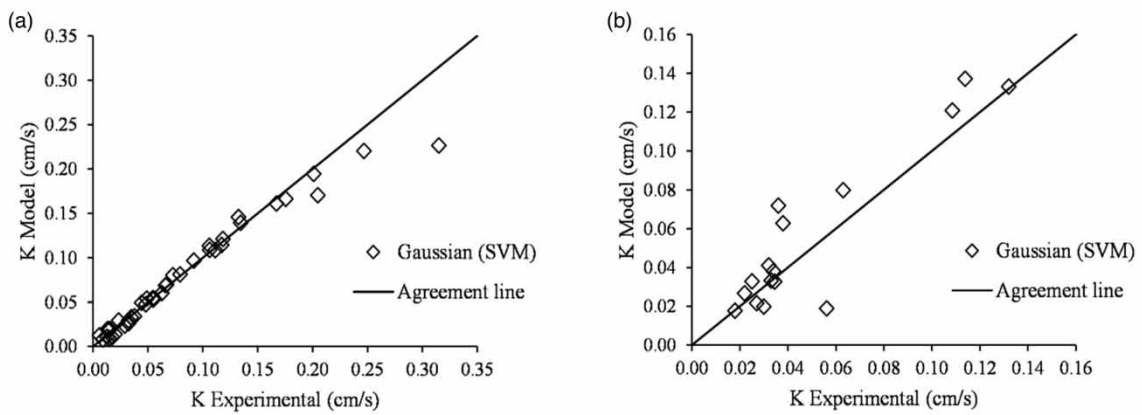 (a)
0.35
0.30
0.25
0.20
0.15
0.10
0.05
0.00
K Model (cm/s)
Gaussian (SVM)
Agreement line
0.00 0.05 0.10 0.15 0.20 0.25 0.30 0.35
K Experimental (cm/s)
(b)
0.16
0.14
0.12
0.10
0.08
0.06
0.04
0.02
0.00
K Model (cm/s)
Gaussian (SVM)
Agreement line
0.00 0.02 0.04 0.06 0.08 0.10 0.12 0.14 0.16
K Experimental (cm/s)